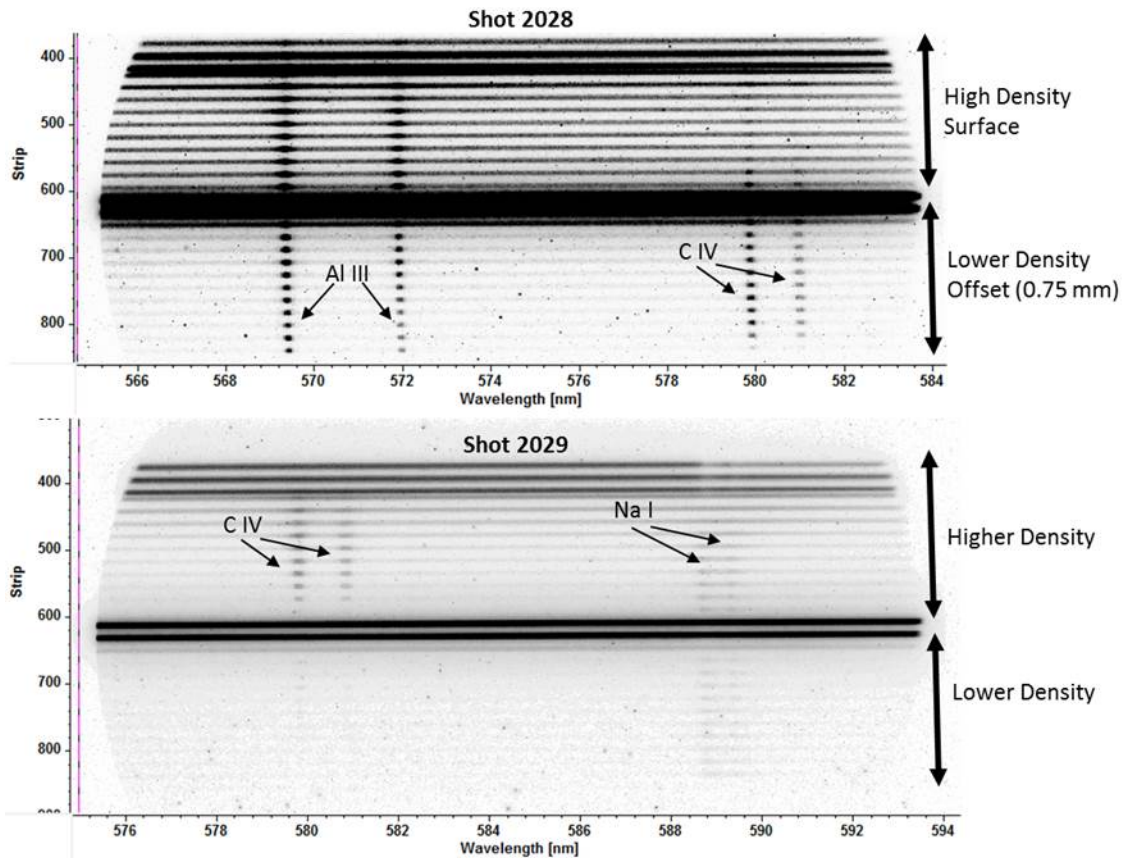 Shot 2028
400
500
600
700
800
Strip
Al III
C IV
High Density
Surface
Lower Density
Offset (0.75 mm)
566
568
570
572
574
576
578
580
582
584
Wavelength [nm]
Shot 2029
400
500
600
700
800
Strip
C IV
Na I
Higher Density
Lower Density
576
578
580
582
584
586
588
590
592
594
Wavelength [nm]